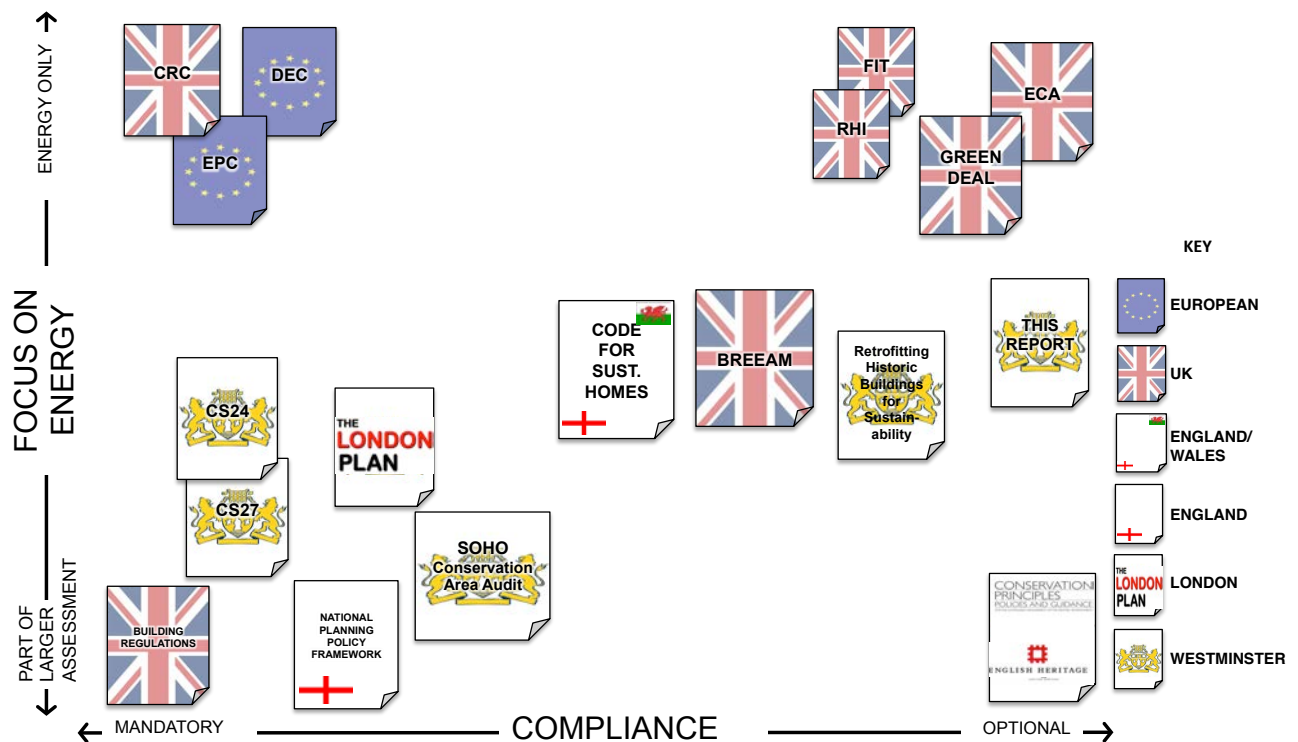 ENERGY ONLY
FOCUS ON
ENERGY
PART OF
LARGER
ASSESSMENT
CRC
DEC
EPC
FIT
RHI
ECA
GREEN
DEAL
CODE
FOR
SUST.
HOMES
BREEAM
Retrofitting
Historic
Buildings
for
Sustain-
ability
THIS
REPORT
CS24
CS27
THE
LONDON
PLAN
SOHO
Conservation
Area Audit
BUILDING
REGULATIONS
NATIONAL
PLANNING
POLICY
FRAMEWORK
CONSERVATION
PRINCIPLES
POLICIES AND GUIDANCE
ENGLISH HERITAGE
KEY
EUROPEAN
UK
ENGLAND/
WALES
ENGLAND
THE
LONDON
PLAN
LONDON
WESTMINSTER
MANDATORY
COMPLIANCE
OPTIONAL